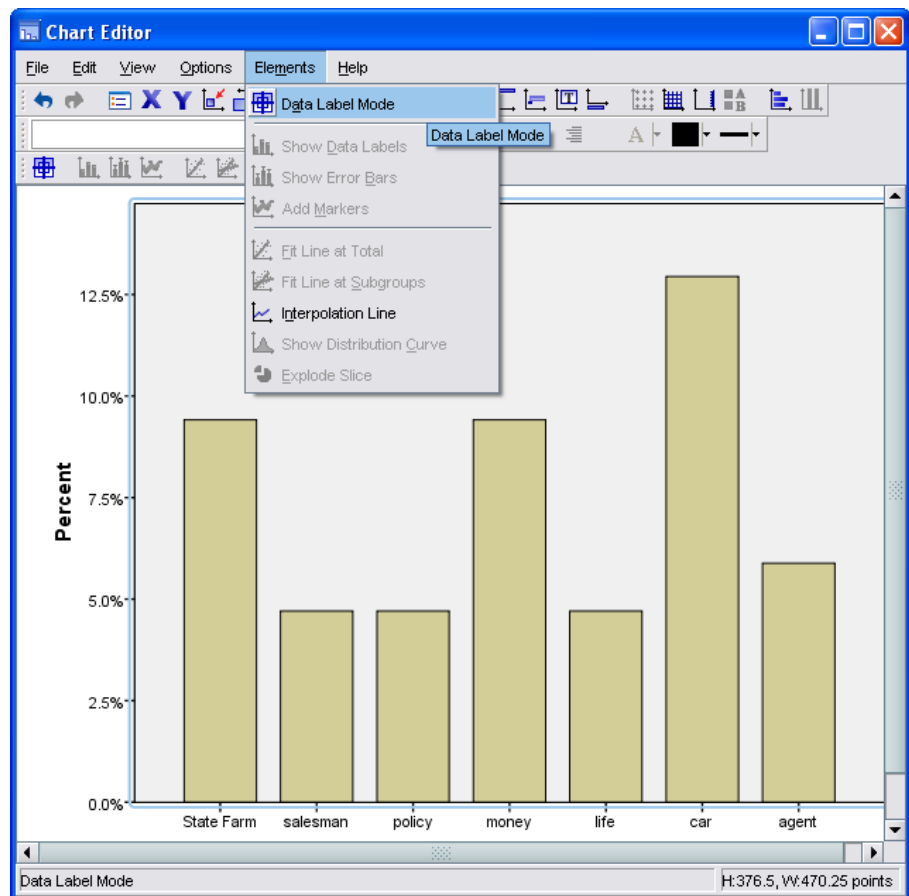 Chart Editor
File Edit View Options Elements Help
X Y
Data Label Mode
Data Label Mode
Show Data Labels
Show Error Bars
Add Markers
Fit Line at Total
Fit Line at Subgroups
Interpolation Line
Show Distribution Curve
Explode Slice
A
Percent
12.5%
10.0%
7.5%
5.0%
2.5%
0.0%
State Farm salesman policy money life car agent
Data Label Mode H:376.5, W:470.25 points